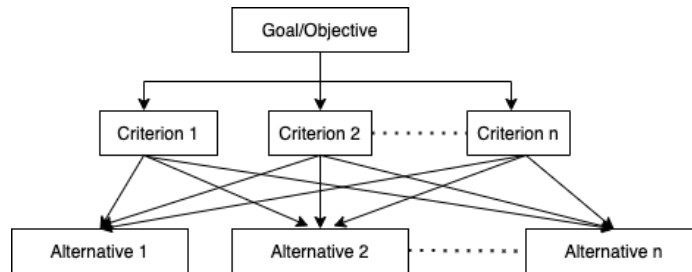 Goal/Objective
Criterion 1
Criterion 2
Criterion n
Alternative 1
Alternative 2
Alternative n